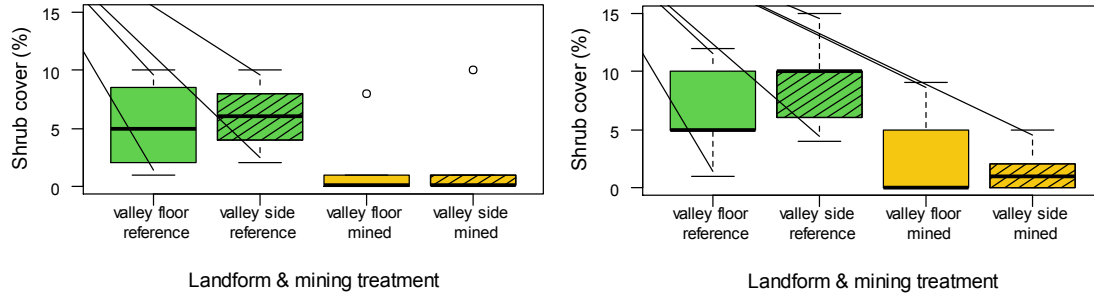 Shrub cover (%)
15
10
5
0
valley floor
reference
valley side
reference
valley floor
mined
valley side
mined
Landform & mining treatment
Shrub cover (%)
15
10
5
0
valley floor
reference
valley side
reference
valley floor
mined
valley side
mined
Landform & mining treatment